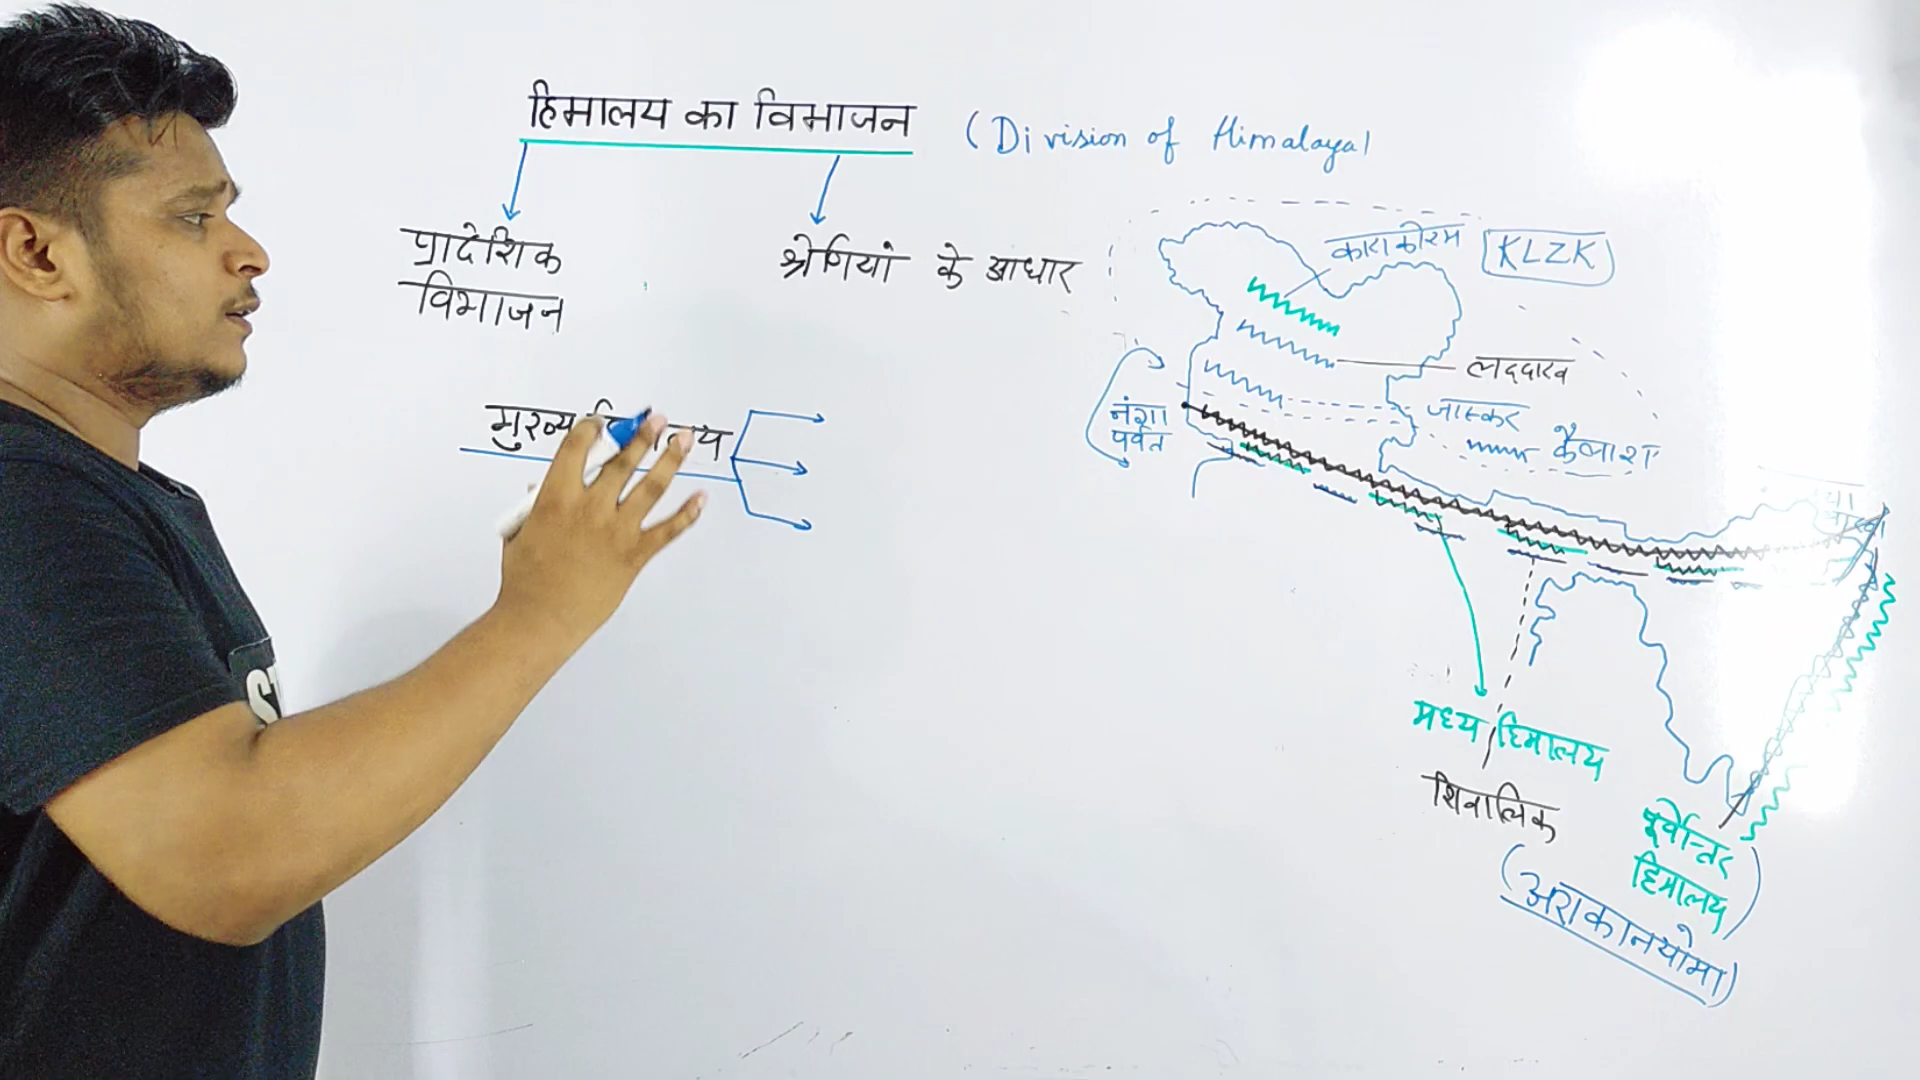 हिमालय का विभाजन (Division of Himalaya)
प्रादेशिक
विभाजन
श्रेणियां के आधार
काराकोरम KLZK
लद्दाख
जास्कर
कैलाश
नंगा
पर्वत
मुख्य
मध्य हिमालय
शिवालिक
पूर्वोत्तर
हिमालय
(अराकानयोमा)